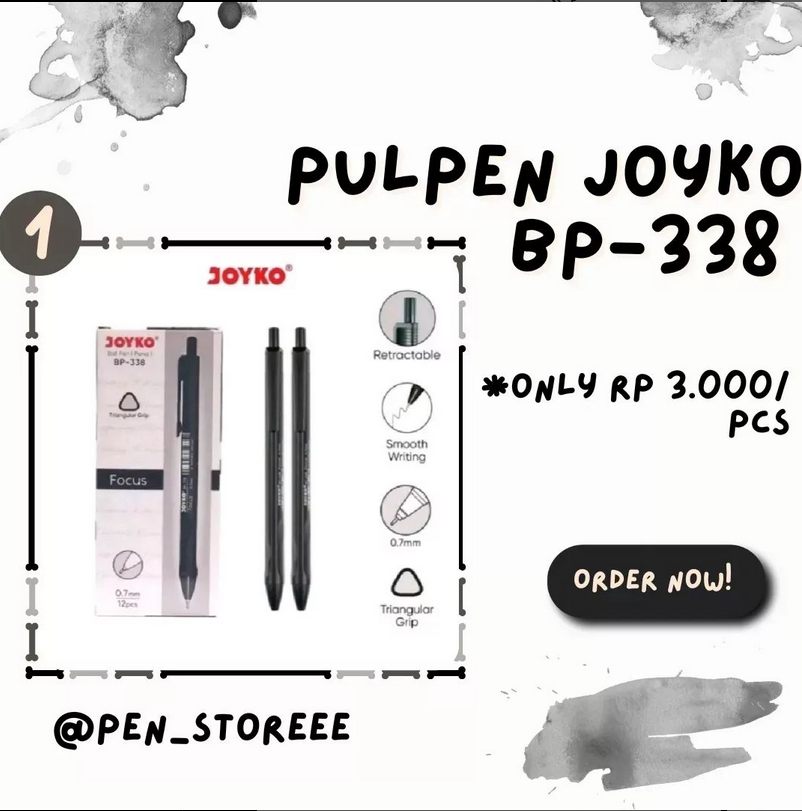 PULPEN JOYKO
BP-338
1
JOYKO®
JOYKO®
Ball Pen | Pena |
BP-338
Triangular Grip
Focus
0.7mm
12pcs
Retractable
Smooth
Writing
0.7mm
Triangular
Grip
*ONLY RP 3.000/
PCS
ORDER NOW!
@PEN_STOREEE